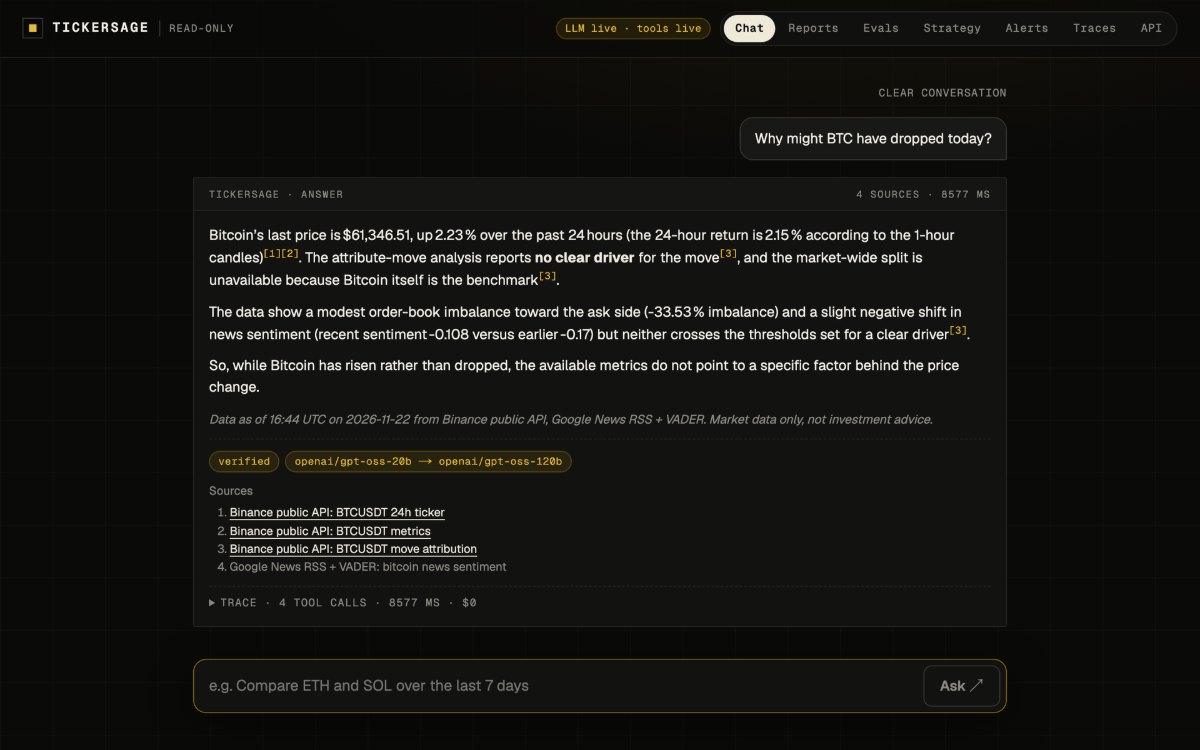 TICKERSAGE READ-ONLY LLM live · tools live Chat Reports Evals Strategy Alerts Traces API
CLEAR CONVERSATION
Why might BTC have dropped today?
TICKERSAGE · ANSWER 4 SOURCES · 8577 MS
Bitcoin's last price is $61,346.51, up 2.23 % over the past 24 hours (the 24-hour return is 2.15 % according to the 1-hour
candles)[1][2]. The attribute-move analysis reports no clear driver for the move[3], and the market-wide split is
unavailable because Bitcoin itself is the benchmark[3].
The data show a modest order-book imbalance toward the ask side (-33.53 % imbalance) and a slight negative shift in
news sentiment (recent sentiment -0.108 versus earlier -0.17) but neither crosses the thresholds set for a clear driver[3].
So, while Bitcoin has risen rather than dropped, the available metrics do not point to a specific factor behind the price
change.
Data as of 16:44 UTC on 2026-11-22 from Binance public API, Google News RSS + VADER. Market data only, not investment advice.
verified openai/gpt-oss-20b → openai/gpt-oss-120b
Sources
1. Binance public API: BTCUSDT 24h ticker
2. Binance public API: BTCUSDT metrics
3. Binance public API: BTCUSDT move attribution
4. Google News RSS + VADER: bitcoin news sentiment
▶ TRACE · 4 TOOL CALLS · 8577 MS · $0
e.g. Compare ETH and SOL over the last 7 days Ask ↗